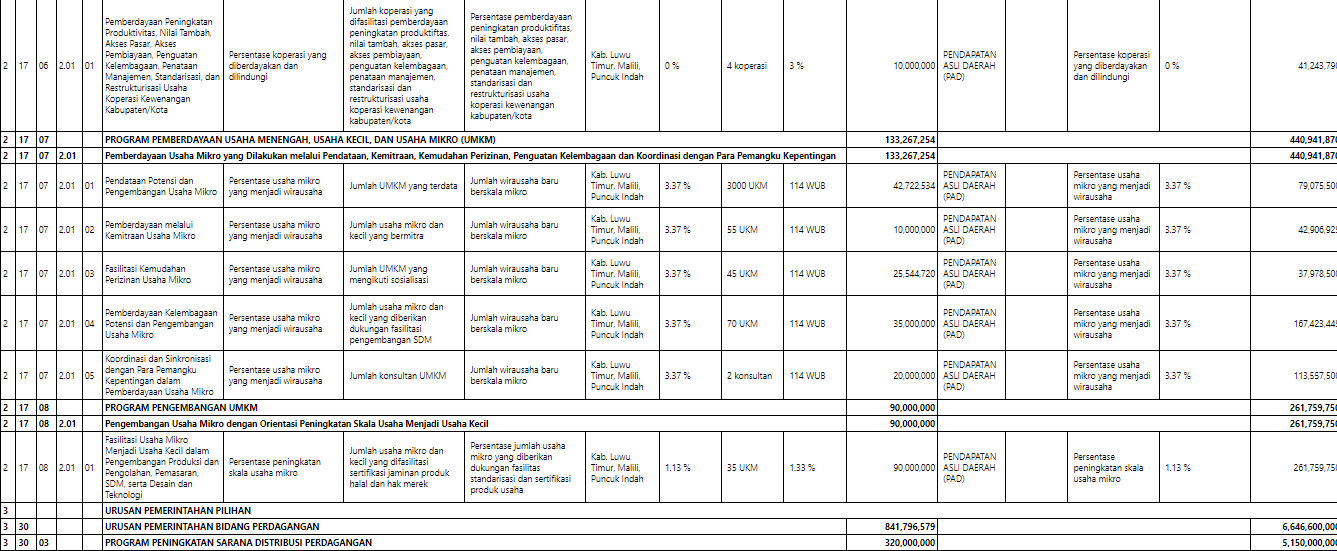 2
17
06
2.01
01
Pemberdayaan Peningkatan
Produktivitas, Nilai Tambah,
Akses Pasar, Akses
Pembiayaan, Penguatan
Kelembagaan, Penataan
Manajemen, Standarisasi, dan
Restrukturisasi Usaha
Koperasi Kewenangan
Kabupaten/Kota
Persentase koperasi yang
diberdayakan dan
dilindungi
Jumlah koperasi yang
difasilitasi pemberdayaan
peningkatan produktiftas,
nilai tambah, akses pasar,
akses pembiayaan,
penguatan kelembagaan,
penataan manajemen,
standarisasi dan
restrukturisasi usaha
koperasi kewenangan
kabupaten/kota
Persentase pemberdayaan
peningkatan produktifitas,
nilai tambah, akses pasar,
akses pembiayaan,
penguatan kelembagaan,
penataan manajemen,
standarisasi dan
restrukturisasi usaha
koperasi kewenangan
kabupaten/kota
Kab. Luwu
Timur, Malili,
Puncuk Indah
0 %
4 koperasi
3 %
10,000,000
PENDAPATAN
ASLI DAERAH
(PAD)
Persentase koperasi
yang diberdayakan
dan dilindungi
0 %
41,243,790
2
17
07
PROGRAM PEMBERDAYAAN USAHA MENENGAH, USAHA KECIL, DAN USAHA MIKRO (UMKM)
133,267,254
440,941,870
2
17
07
2.01
Pemberdayaan Usaha Mikro yang Dilakukan melalui Pendataan, Kemitraan, Kemudahan Perizinan, Penguatan Kelembagaan dan Koordinasi dengan Para Pemangku Kepentingan
133,267,254
440,941,870
2
17
07
2.01
01
Pendataan Potensi dan
Pengembangan Usaha Mikro
Persentase usaha mikro
yang menjadi wirausaha
Jumlah UMKM yang terdata
Jumlah wirausaha baru
berskala mikro
Kab. Luwu
Timur, Malili,
Puncuk Indah
3.37 %
3000 UKM
114 WUB
42,722,534
PENDAPATAN
ASLI DAERAH
(PAD)
Persentase usaha
mikro yang menjadi
wirausaha
3.37 %
79,075,500
2
17
07
2.01
02
Pemberdayaan melalui
Kemitraan Usaha Mikro
Persentase usaha mikro
yang menjadi wirausaha
Jumlah usaha mikro dan
kecil yang bermitra
Jumlah wirausaha baru
berskala mikro
Kab. Luwu
Timur, Malili,
Puncuk Indah
3.37 %
55 UKM
114 WUB
10,000,000
PENDAPATAN
ASLI DAERAH
(PAD)
Persentase usaha
mikro yang menjadi
wirausaha
3.37 %
42,906,925
2
17
07
2.01
03
Fasilitasi Kemudahan
Perizinan Usaha Mikro
Persentase usaha mikro
yang menjadi wirausaha
Jumlah UMKM yang
mengikuti sosialisasi
Jumlah wirausaha baru
berskala mikro
Kab. Luwu
Timur, Malili,
Puncuk Indah
3.37 %
45 UKM
114 WUB
25,544,720
PENDAPATAN
ASLI DAERAH
(PAD)
Persentase usaha
mikro yang menjadi
wirausaha
3.37 %
37,978,500
2
17
07
2.01
04
Pemberdayaan Kelembagaan
Potensi dan Pengembangan
Usaha Mikro
Persentase usaha mikro
yang menjadi wirausaha
Jumlah usaha mikro dan
kecil yang diberikan
dukungan fasilitasi
pengembangan SDM
Jumlah wirausaha baru
berskala mikro
Kab. Luwu
Timur, Malili,
Puncuk Indah
3.37 %
70 UKM
114 WUB
35,000,000
PENDAPATAN
ASLI DAERAH
(PAD)
Persentase usaha
mikro yang menjadi
wirausaha
3.37 %
167,423,445
2
17
07
2.01
05
Koordinasi dan Sinkronisasi
dengan Para Pemangku
Kepentingan dalam
Pemberdayaan Usaha Mikro
Persentase usaha mikro
yang menjadi wirausaha
Jumlah konsultan UMKM
Jumlah wirausaha baru
berskala mikro
Kab. Luwu
Timur, Malili,
Puncuk Indah
3.37 %
2 konsultan
114 WUB
20,000,000
PENDAPATAN
ASLI DAERAH
(PAD)
Persentase usaha
mikro yang menjadi
wirausaha
3.37 %
113,557,500
2
17
08
PROGRAM PENGEMBANGAN UMKM
90,000,000
261,759,750
2
17
08
2.01
Pengembangan Usaha Mikro dengan Orientasi Peningkatan Skala Usaha Menjadi Usaha Kecil
90,000,000
261,759,750
2
17
08
2.01
01
Fasilitasi Usaha Mikro
Menjadi Usaha Kecil dalam
Pengembangan Produksi dan
Pengolahan, Pemasaran,
SDM, serta Desain dan
Teknologi
Persentase peningkatan
skala usaha mikro
Jumlah usaha mikro dan
kecil yang difasilitasi
sertifikasi jaminan produk
halal dan hak merek
Persentase jumlah usaha
mikro yang diberikan
dukungan fasilitas
standarisasi dan sertifikasi
produk usaha
Kab. Luwu
Timur, Malili,
Puncuk Indah
1.13 %
35 UKM
1.33 %
90,000,000
PENDAPATAN
ASLI DAERAH
(PAD)
Persentase
peningkatan skala
usaha mikro
1.13 %
261,759,750
3
URUSAN PEMERINTAHAN PILIHAN
3
30
URUSAN PEMERINTAHAN BIDANG PERDAGANGAN
841,796,579
6,646,600,000
3
30
03
PROGRAM PENINGKATAN SARANA DISTRIBUSI PERDAGANGAN
320,000,000
5,150,000,000